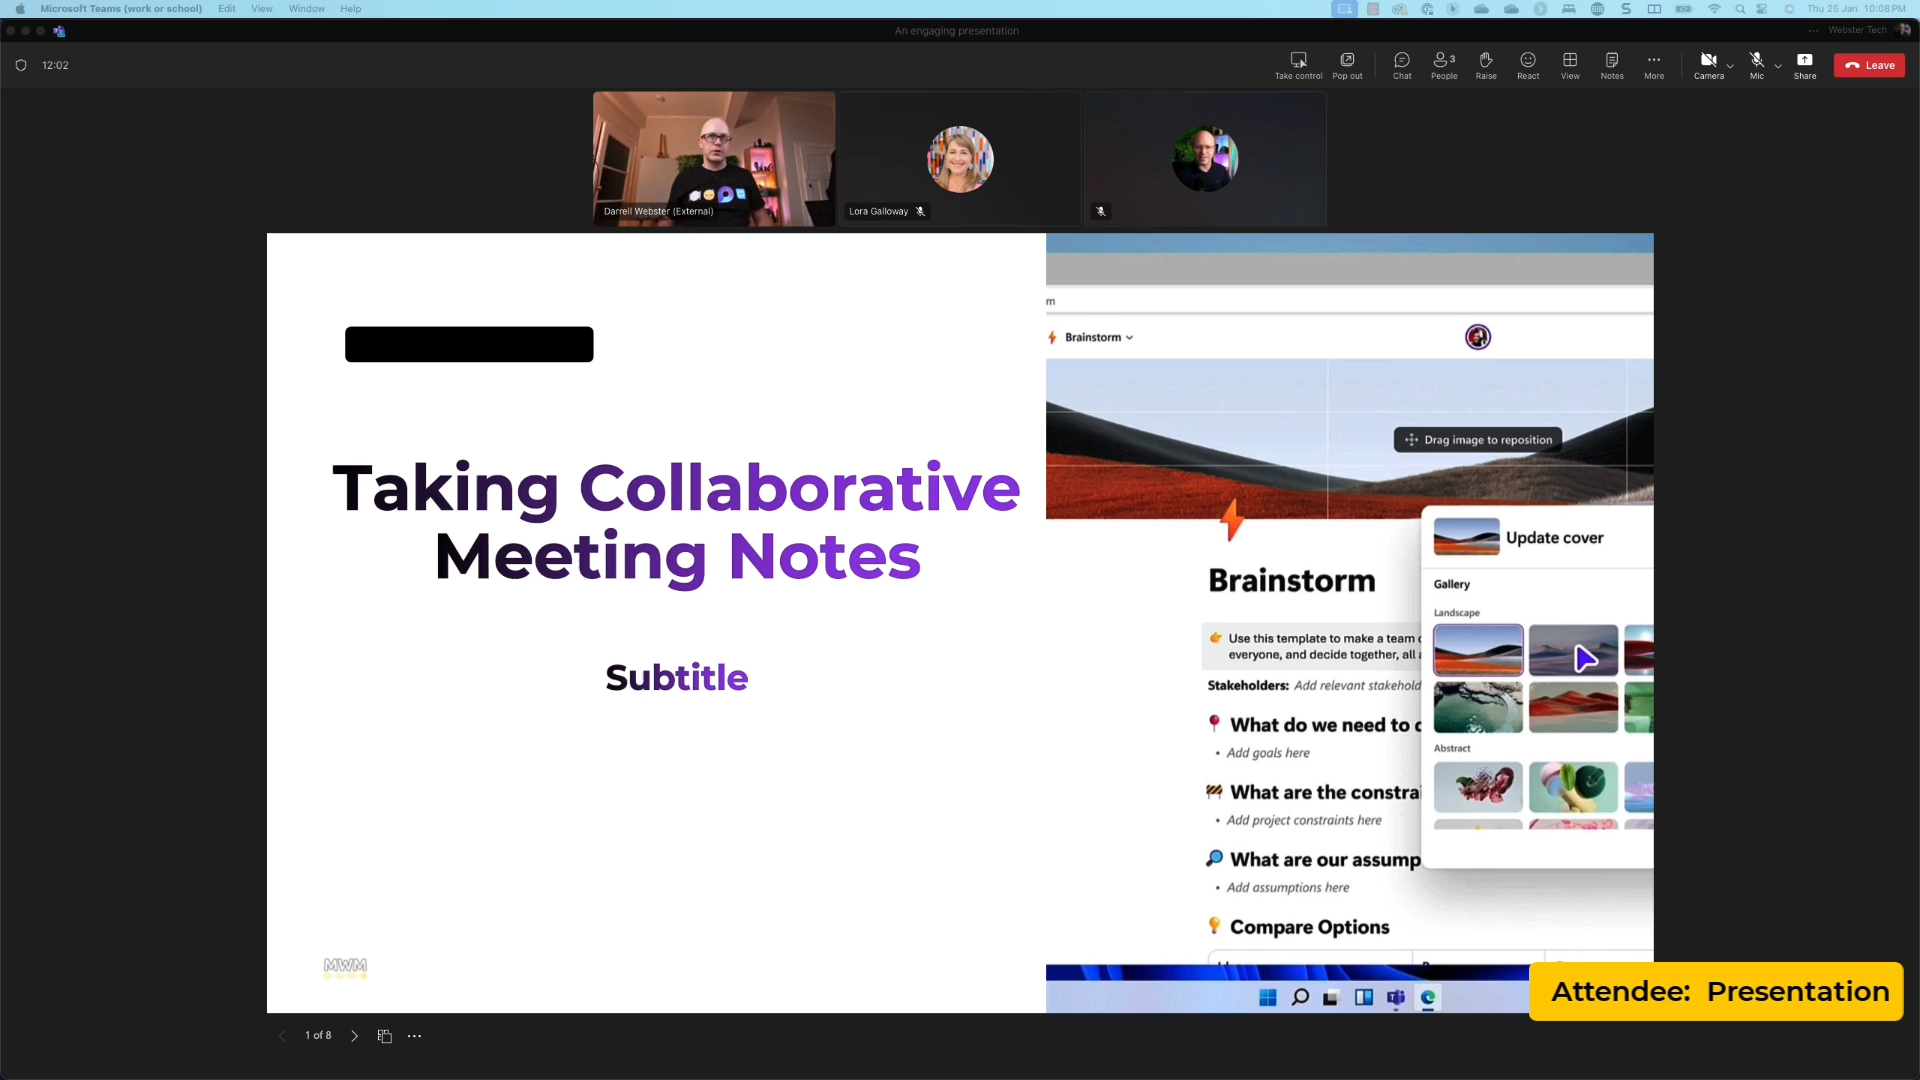 Microsoft Teams (work or school) Edit View Window Help
Thu 25 Jan 10:08 PM
An engaging presentation
Webster Tech
12:02
Take control Pop out Chat People 3 Raise React View Notes More Camera Mic Share Leave
Darrell Webster (External)
Lora Galloway
Taking Collaborative
Meeting Notes
Subtitle
MWM
m
Brainstorm
Drag image to reposition
Brainstorm
Use this template to make a team
everyone, and decide together, all
Stakeholders: Add relevant stakehold
What do we need to
Add goals here
What are the constrai
Add project constraints here
What are our assump
Add assumptions here
Compare Options
Update cover
Gallery
Landscape
Abstract
Attendee: Presentation
1 of 8